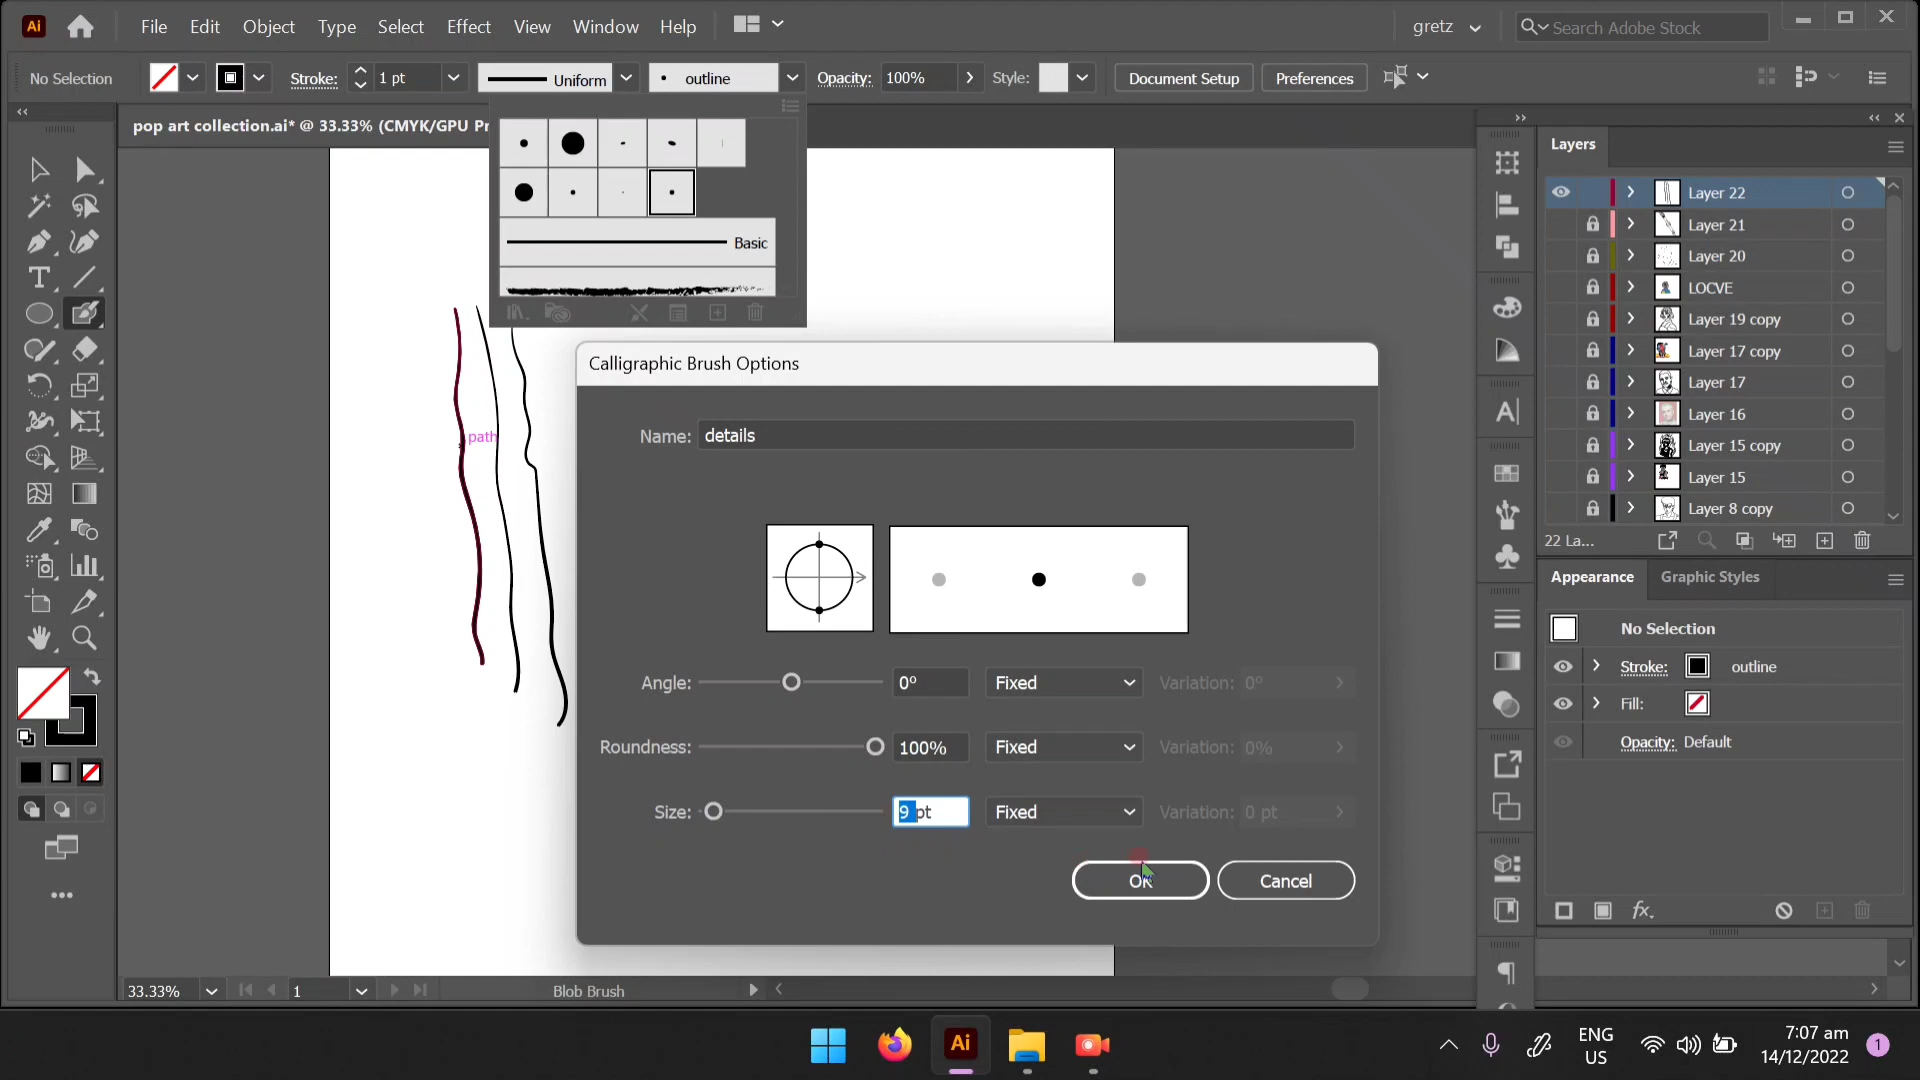 Ai File Edit Object Type Select Effect View Window Help gretz Search Adobe Stock
No Selection Stroke: 1 pt Uniform outline Opacity: 100% Style: Document Setup Preferences
pop art collection.ai* @ 33.33% (CMYK/GPU Pr
Basic
path
Calligraphic Brush Options
Name: details
Angle: 0° Fixed Variation: 0°
Roundness: 100% Fixed Variation: 0%
Size: 9 pt Fixed Variation: 0 pt
OK Cancel
Layers
Layer 22
Layer 21
Layer 20
LOCVE
Layer 19 copy
Layer 17 copy
Layer 17
Layer 16
Layer 15 copy
Layer 15
Layer 8 copy
22 La...
Appearance Graphic Styles
No Selection
Stroke: outline
Fill:
Opacity: Default
fx.
33.33% 1 Blob Brush
Ai
ENG
US
7:07 am
14/12/2022
1